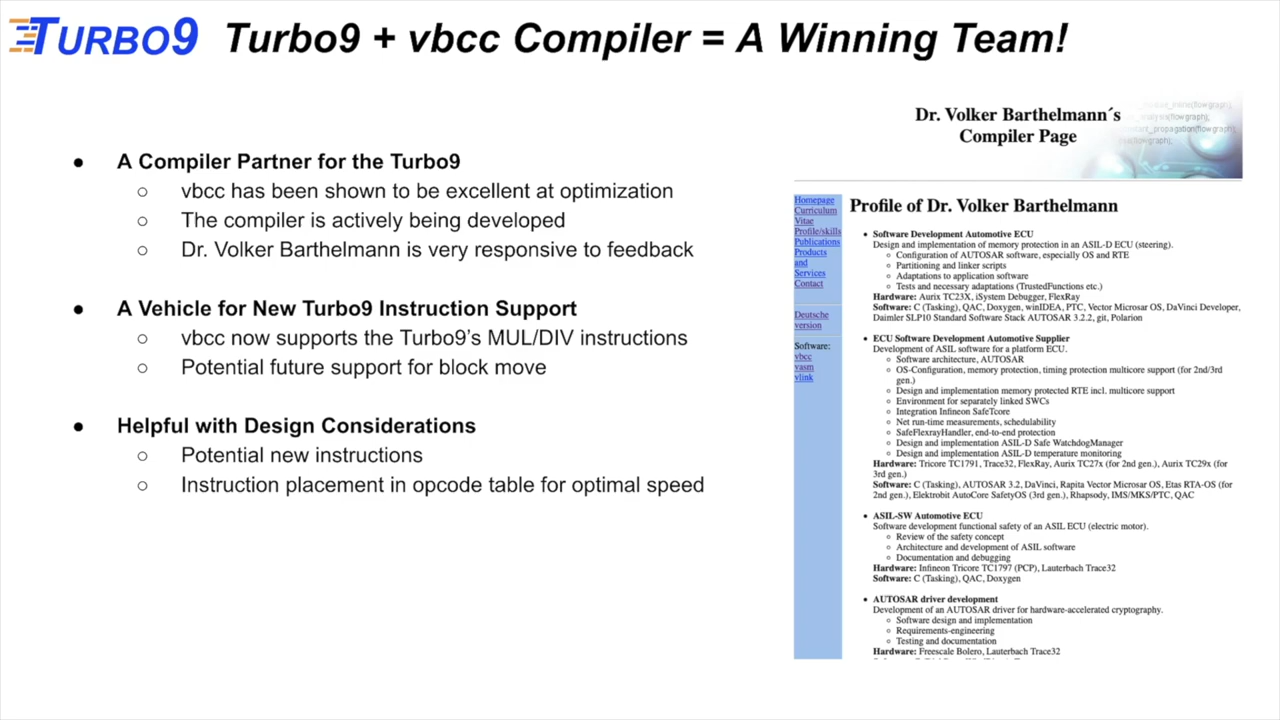 TURBO9
Turbo9 + vbcc Compiler = A Winning Team!
● A Compiler Partner for the Turbo9
○ vbcc has been shown to be excellent at optimization
○ The compiler is actively being developed
○ Dr. Volker Barthelmann is very responsive to feedback
● A Vehicle for New Turbo9 Instruction Support
○ vbcc now supports the Turbo9's MUL/DIV instructions
○ Potential future support for block move
● Helpful with Design Considerations
○ Potential new instructions
○ Instruction placement in opcode table for optimal speed
Dr. Volker Barthelmann´s
Compiler Page
(flowgraph);
_analysis(flowgraph);
_propagation(flowgraph)
(flowgraph);
Homepage
Curriculum
Vitae
Profile/skills
Publications
Products
and
Services
Contact
Deutsche
version
Software:
vbcc
vasm
vlink
Profile of Dr. Volker Barthelmann
• Software Development Automotive ECU
Design and implementation of memory protection in an ASIL-D ECU (steering).
○ Configuration of AUTOSAR software, especially OS and RTE
○ Partitioning and linker scripts
○ Adaptations to application software
○ Tests and necessary adaptations (TrustedFunctions etc.)
Hardware: Aurix TC23X, iSystem Debugger, FlexRay
Software: C (Tasking), QAC, Doxygen, winIDEA, PTC, Vector Microsar OS, DaVinci Developer,
Daimler SLP10 Standard Software Stack AUTOSAR 3.2.2, git, Polarion
• ECU Software Development Automotive Supplier
Development of ASIL software for a platform ECU.
○ Software architecture, AUTOSAR
○ OS-Configuration, memory protection, timing protection multicore support (for 2nd/3rd
gen.)
○ Design and implementation memory protected RTE incl. multicore support
○ Environment for separately linked SWCs
○ Integration Infineon SafeTcore
○ Net run-time measurements, schedulability
○ SafeFlexrayHandler, end-to-end protection
○ Design and implementation ASIL-D Safe WatchdogManager
○ Design and implementation ASIL-D temperature monitoring
Hardware: Tricore TC1791, Trace32, FlexRay, Aurix TC27x (for 2nd gen.), Aurix TC29x (for
3rd gen.)
Software: C (Tasking), AUTOSAR 3.2, DaVinci, Rapita Vector Microsar OS, Etas RTA-OS (for
2nd gen.), Elektrobit AutoCore SafetyOS (3rd gen.), Rhapsody, IMS/MKS/PTC, QAC
• ASIL-SW Automotive ECU
Software development functional safety of an ASIL ECU (electric motor).
○ Review of the safety concept
○ Architecture and development of ASIL software
○ Documentation and debugging
Hardware: Infineon Tricore TC1797 (PCP), Lauterbach Trace32
Software: C (Tasking), QAC, Doxygen
• AUTOSAR driver development
Development of an AUTOSAR driver for hardware-accelerated cryptography.
○ Software design and implementation
○ Requirements-engineering
○ Testing and documentation
Hardware: Freescale Bolero, Lauterbach Trace32